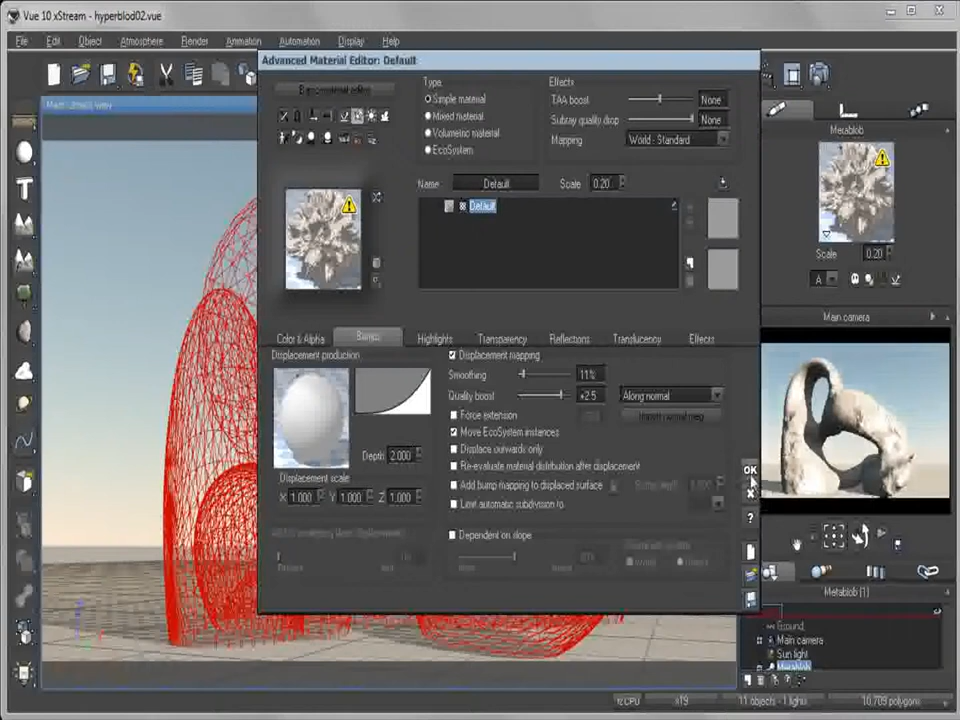 Vue 10 xStream - hyperblod02.vue
File Edit Object Atmosphere Render Animation Automation Display Help
Advanced Material Editor: Default
Type
Simple material
Mixed material
Volumetric material
EcoSystem
Effects
TAA boost None
Subray quality drop None
Mapping World - Standard
Name Default Scale 0.20
Default
Color & Alpha Bumps Highlights Transparency Reflections Translucency Effects
Displacement production
Depth 2.000
Displacement scale
X 1.000 Y 1.000 Z 1.000
Displacement mapping
Smoothing 11%
Quality boost +2.5 Along normal
Force extension
Move EcoSystem instances
Displace outwards only
Re-evaluate material distribution after displacement
Add bump mapping to displaced surface
Limit automatic subdivision to
Dependent on slope
OK
?
Metablob
Scale 0.20
A
Main camera
Metablob (1)
Ground
Main camera
Sun light
Metablob
x19 11 objects - 1 light 10,709 polygons